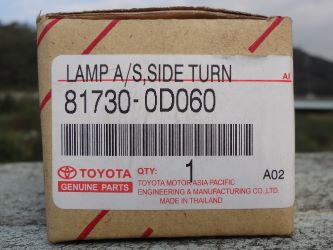 LAMP A/S,SIDE TURN
AI
81730-0D060
TOYOTA
GENUINE PARTS
QTY:
1
A02
TOYOTA MOTOR ASIA PACIFIC
ENGINEERING & MANUFACTURING CO.,LTD.
MADE IN THAILAND